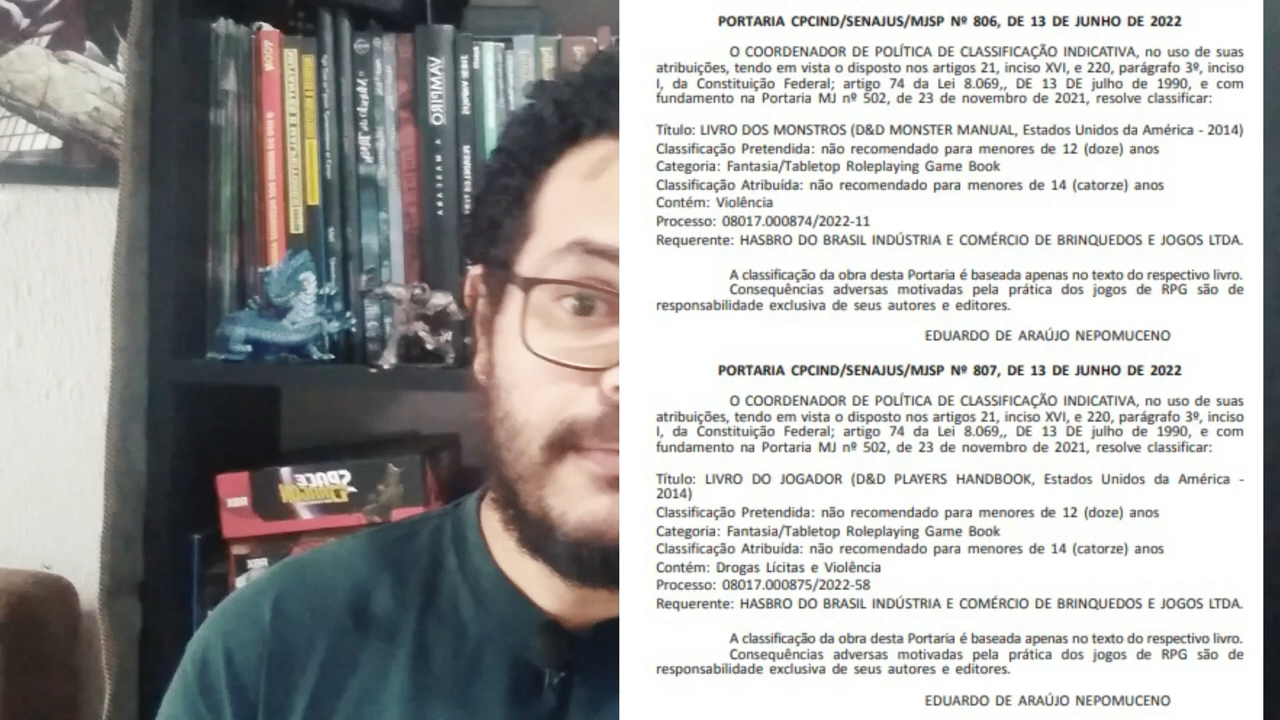 400%
VAMPIRO
A MÁSCARA
SPACE
DRAGON
RBX
RBX
PORTARIA CPCIND/SENAJUS/MJSP Nº 806, DE 13 DE JUNHO DE 2022
O COORDENADOR DE POLÍTICA DE CLASSIFICAÇÃO INDICATIVA, no uso de suas
atribuições, tendo em vista o disposto nos artigos 21, inciso XVI, e 220, parágrafo 3º, inciso
I, da Constituição Federal; artigo 74 da Lei 8.069,, DE 13 DE julho de 1990, e com
fundamento na Portaria MJ nº 502, de 23 de novembro de 2021, resolve classificar:
Título: LIVRO DOS MONSTROS (D&D MONSTER MANUAL, Estados Unidos da América - 2014)
Classificação Pretendida: não recomendado para menores de 12 (doze) anos
Categoria: Fantasia/Tabletop Roleplaying Game Book
Classificação Atribuída: não recomendado para menores de 14 (catorze) anos
Contém: Violência
Processo: 08017.000874/2022-11
Requerente: HASBRO DO BRASIL INDÚSTRIA E COMÉRCIO DE BRINQUEDOS E JOGOS LTDA.
A classificação da obra desta Portaria é baseada apenas no texto do respectivo livro.
Consequências adversas motivadas pela prática dos jogos de RPG são de
responsabilidade exclusiva de seus autores e editores.
EDUARDO DE ARAÚJO NEPOMUCENO
PORTARIA CPCIND/SENAJUS/MJSP Nº 807, DE 13 DE JUNHO DE 2022
O COORDENADOR DE POLÍTICA DE CLASSIFICAÇÃO INDICATIVA, no uso de suas
atribuições, tendo em vista o disposto nos artigos 21, inciso XVI, e 220, parágrafo 3º, inciso
I, da Constituição Federal; artigo 74 da Lei 8.069,, DE 13 DE julho de 1990, e com
fundamento na Portaria MJ nº 502, de 23 de novembro de 2021, resolve classificar:
Título: LIVRO DO JOGADOR (D&D PLAYERS HANDBOOK, Estados Unidos da América -
2014)
Classificação Pretendida: não recomendado para menores de 12 (doze) anos
Categoria: Fantasia/Tabletop Roleplaying Game Book
Classificação Atribuída: não recomendado para menores de 14 (catorze) anos
Contém: Drogas Lícitas e Violência
Processo: 08017.000875/2022-58
Requerente: HASBRO DO BRASIL INDÚSTRIA E COMÉRCIO DE BRINQUEDOS E JOGOS LTDA.
A classificação da obra desta Portaria é baseada apenas no texto do respectivo livro.
Consequências adversas motivadas pela prática dos jogos de RPG são de
responsabilidade exclusiva de seus autores e editores.
EDUARDO DE ARAÚJO NEPOMUCENO